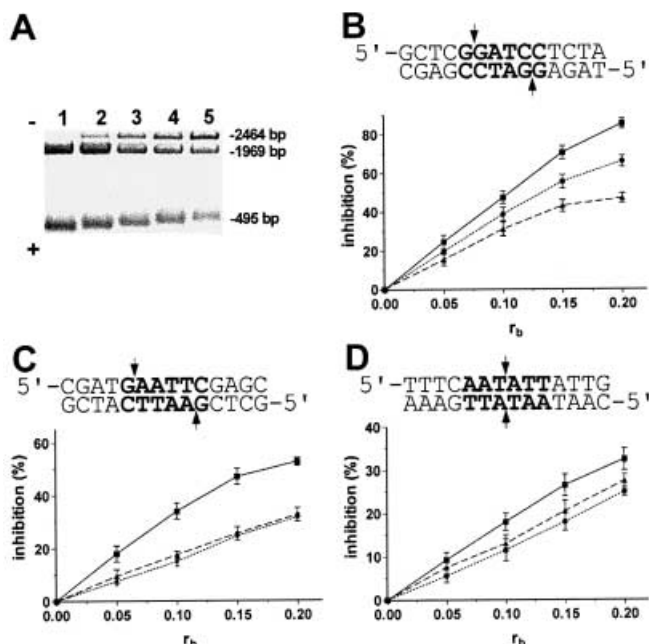 A
1 2 3 4 5
-
-2464 bp
-1969 bp
-495 bp
+
B
5'-GCTCGGATCCTCTA
CGAGCCTAGGAGAT-5'
inhibition (%)
80
60
40
20
0
0.00 0.05 0.10 0.15 0.20
rb
C
5'-CGATGAATTCGAGC
GCTACTTAAGCTCG-5'
inhibition (%)
60
40
20
0
0.00 0.05 0.10 0.15 0.20
rb
D
5'-TTTCAATATTATTG
AAAGTTATAATAAC-5'
inhibition (%)
40
30
20
10
0
0.00 0.05 0.10 0.15 0.20
rb